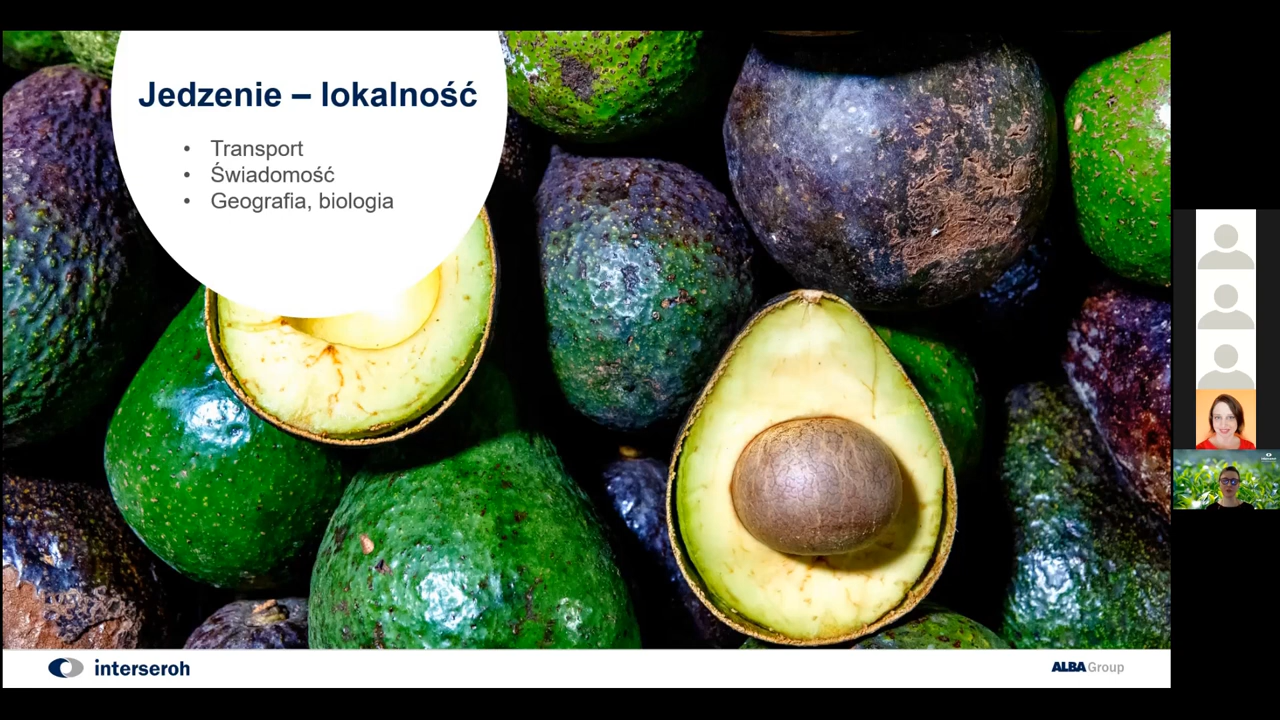 Jedzenie – lokalność
• Transport
• Świadomość
• Geografia, biologia
interseroh
ALBA Group